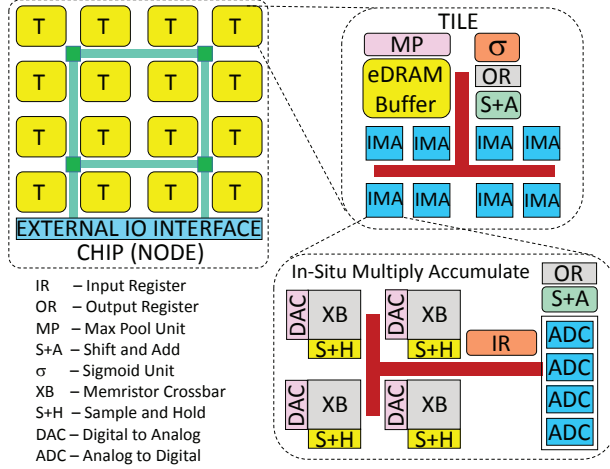 T T T T
T T T T
T T T T
T T T T
EXTERNAL IO INTERFACE
CHIP (NODE)
TILE
MP
σ
eDRAM
Buffer
OR
S+A
IMA IMA IMA IMA
IMA IMA IMA IMA
In-Situ Multiply Accumulate
OR
S+A
DAC XB S+H
DAC XB S+H
DAC XB S+H
DAC XB S+H
IR
ADC
ADC
ADC
ADC
IR – Input Register
OR – Output Register
MP – Max Pool Unit
S+A – Shift and Add
σ – Sigmoid Unit
XB – Memristor Crossbar
S+H – Sample and Hold
DAC – Digital to Analog
ADC – Analog to Digital